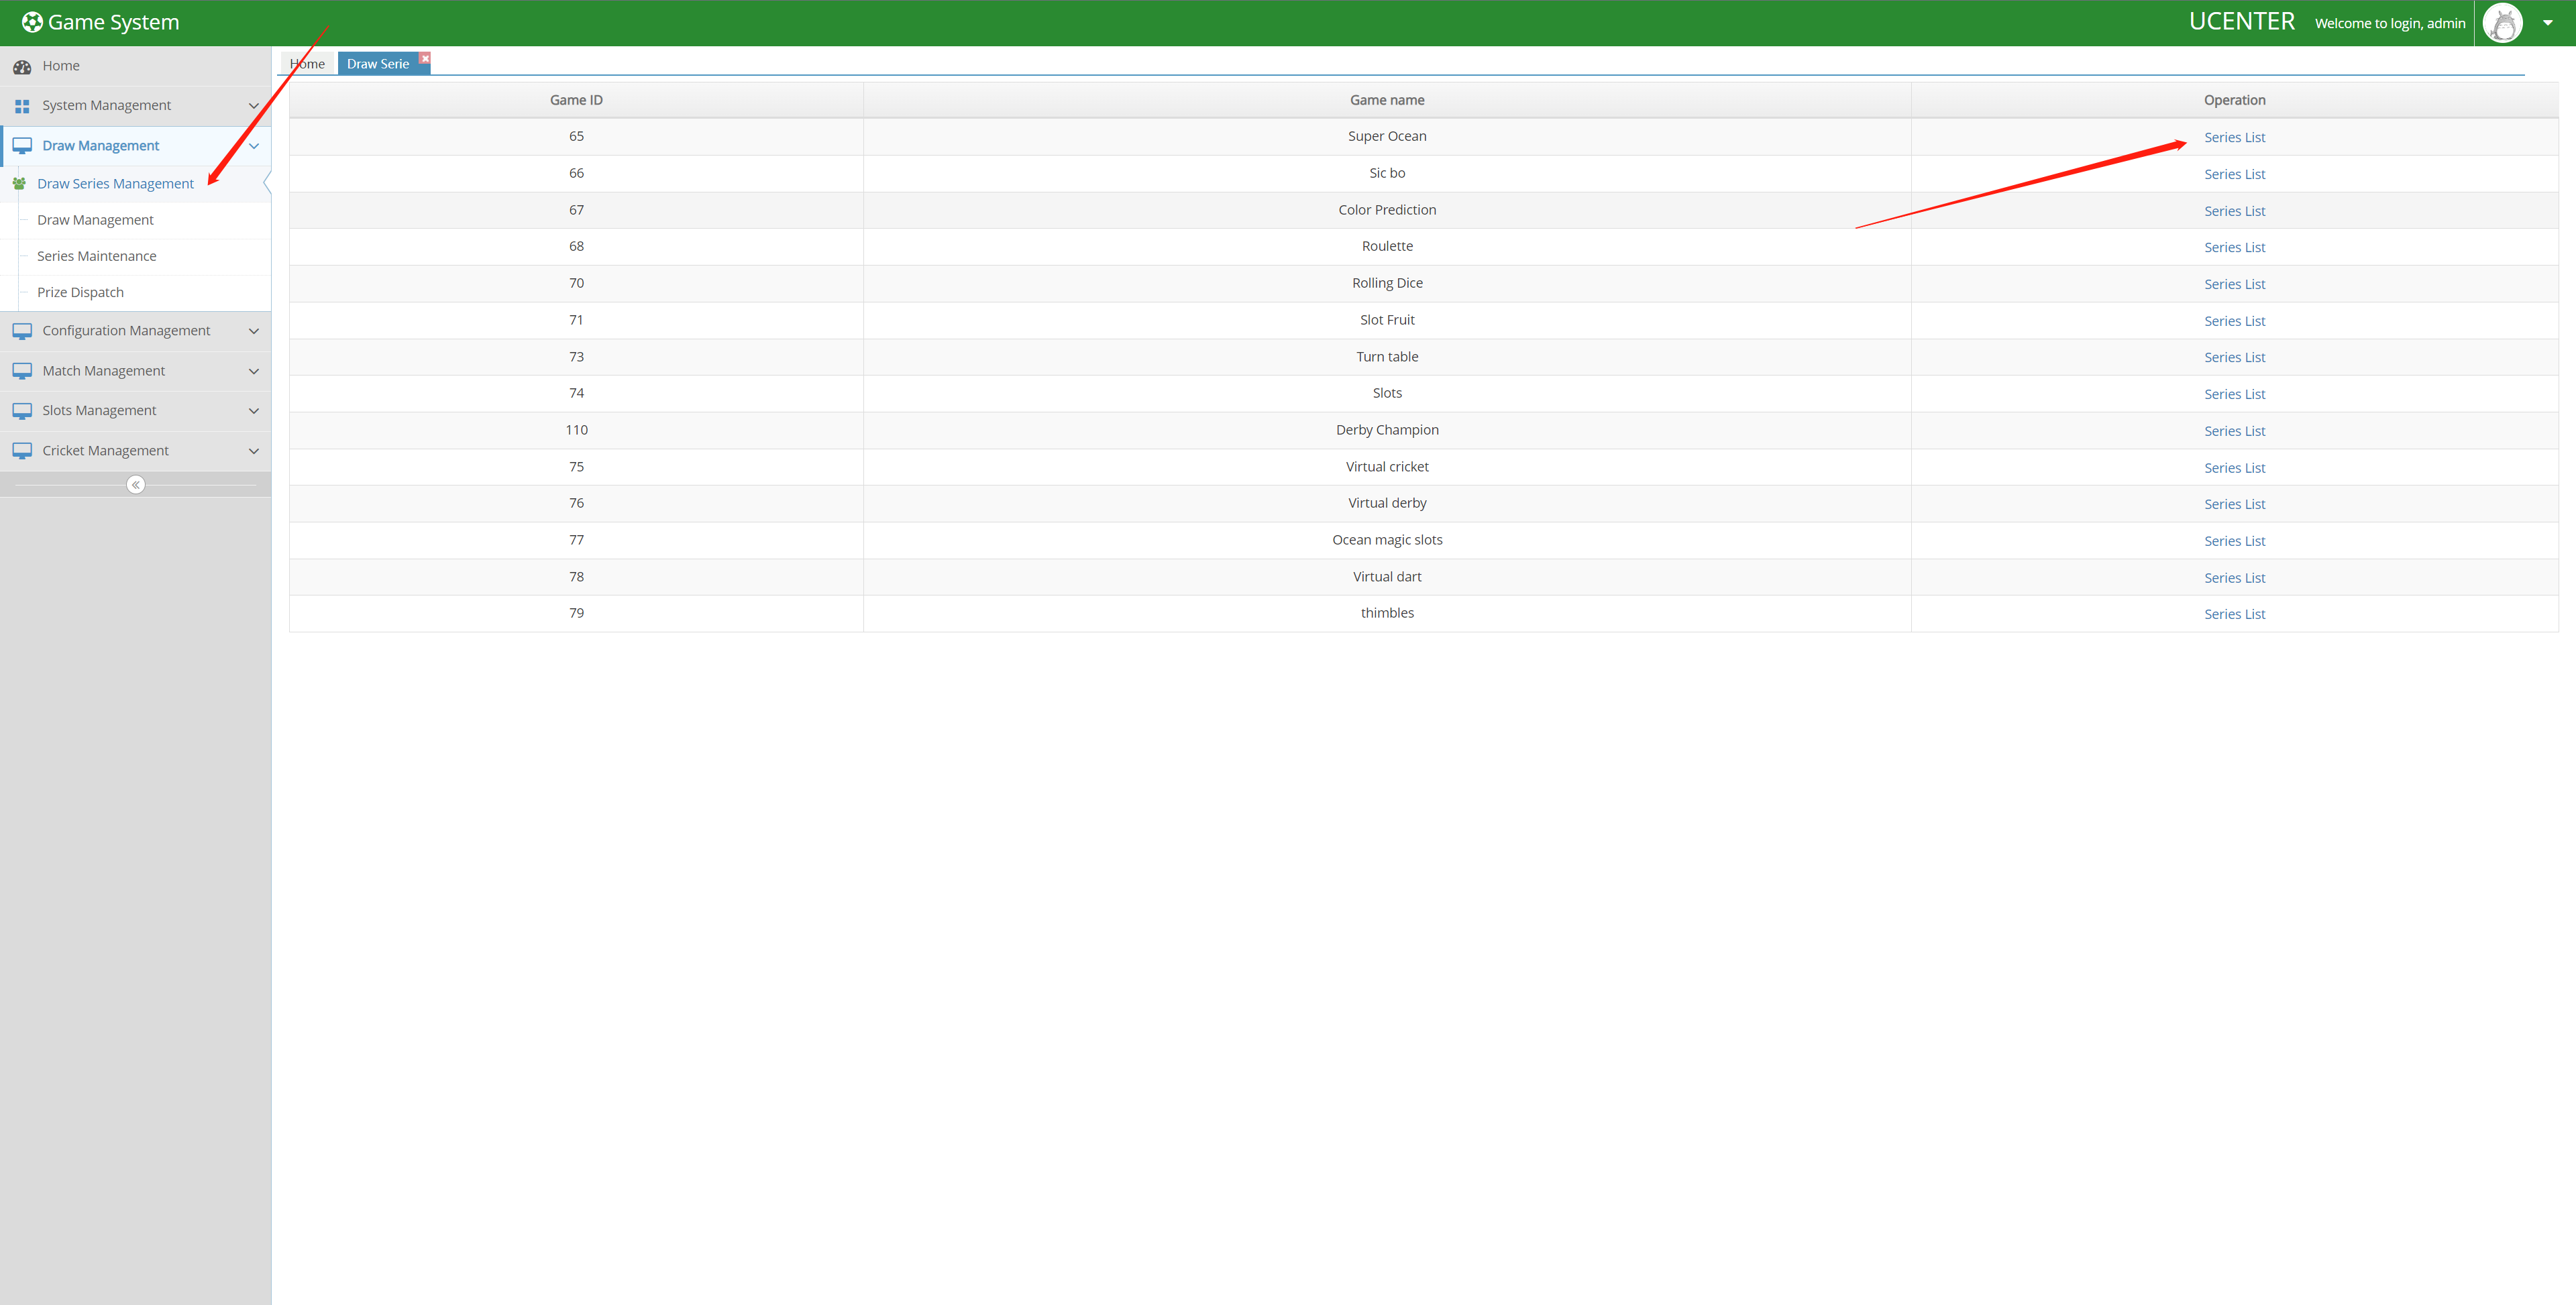 Game System
UCENTER Welcome to login, admin
Home
System Management
Draw Management
Draw Series Management
Draw Management
Series Maintenance
Prize Dispatch
Configuration Management
Match Management
Slots Management
Cricket Management
Home Draw Serie
Game ID Game name Operation
65 Super Ocean Series List
66 Sic bo Series List
67 Color Prediction Series List
68 Roulette Series List
70 Rolling Dice Series List
71 Slot Fruit Series List
73 Turn table Series List
74 Slots Series List
110 Derby Champion Series List
75 Virtual cricket Series List
76 Virtual derby Series List
77 Ocean magic slots Series List
78 Virtual dart Series List
79 thimbles Series List